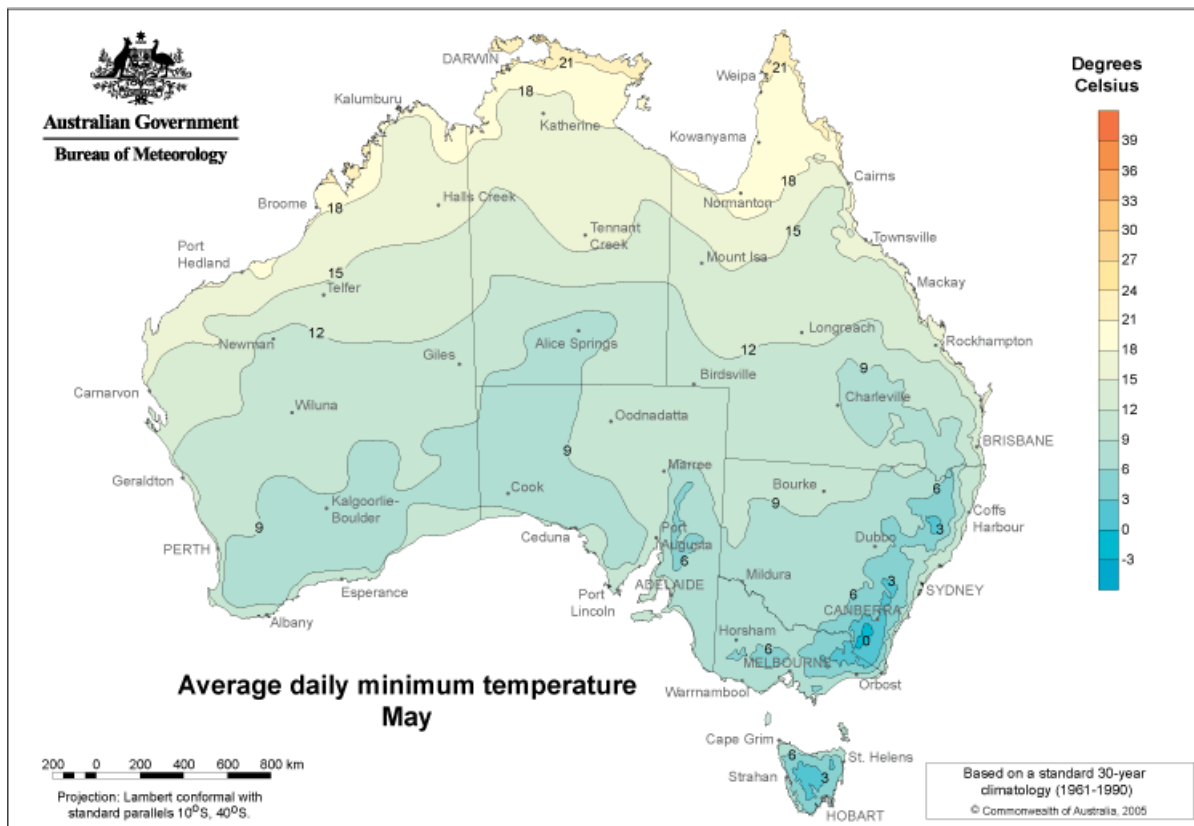 Australian Government
Bureau of Meteorology
Degrees
Celsius
39
36
33
30
27
24
21
18
15
12
9
6
3
0
-3
DARWIN
21
Weipa
21
Kalumburu
18
Katherine
Kowanyama
Broome
18
Halls Creek
Normanton
18
Cairns
Port
Hedland
15
Telfer
Tennant
Creek
Mount Isa
15
Townsville
Mackay
Newman
12
Giles
Alice Springs
12
Longreach
Rockhampton
Carnarvon
Wiluna
Oodnadatta
Birdsville
9
Charleville
BRISBANE
Geraldton
9
Marree
Bourke
9
6
Coffs
Harbour
3
Cook
Kalgoorlie-
Boulder
9
PERTH
Ceduna
Port
Augusta
6
Dubbo
Esperance
Albany
Port
Lincoln
ADELAIDE
Mildura
6
3
SYDNEY
CANBERRA
0
Horsham
6
MELBOURNE
Warrnambool
Orbost
Average daily minimum temperature
May
Cape Grim
6
St. Helens
Strahan
3
HOBART
200 0 200 400 600 800 km
Projection: Lambert conformal with
standard parallels 10°S, 40°S.
Based on a standard 30-year
climatology (1961-1990)
© Commonwealth of Australia, 2005